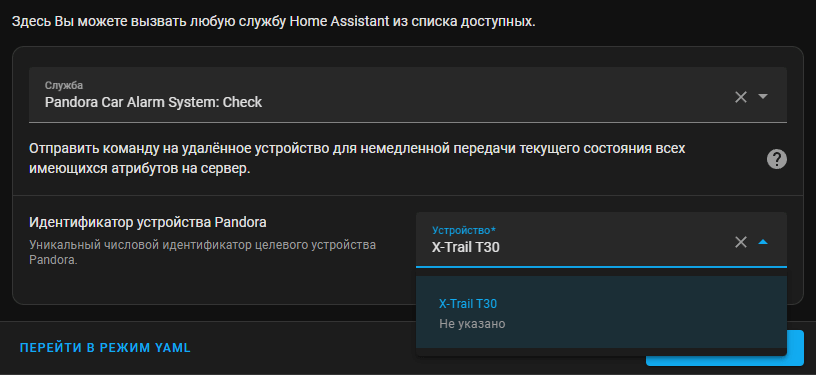 Здесь Вы можете вызвать любую службу Home Assistant из списка доступных.
Служба
Pandora Car Alarm System: Check
Отправить команду на удалённое устройство для немедленной передачи текущего состояния всех
имеющихся атрибутов на сервер.
?
Идентификатор устройства Pandora
Уникальный числовой идентификатор целевого устройства
Pandora.
Устройство*
X-Trail T30
X-Trail T30
Не указано
ПЕРЕЙТИ В РЕЖИМ YAML